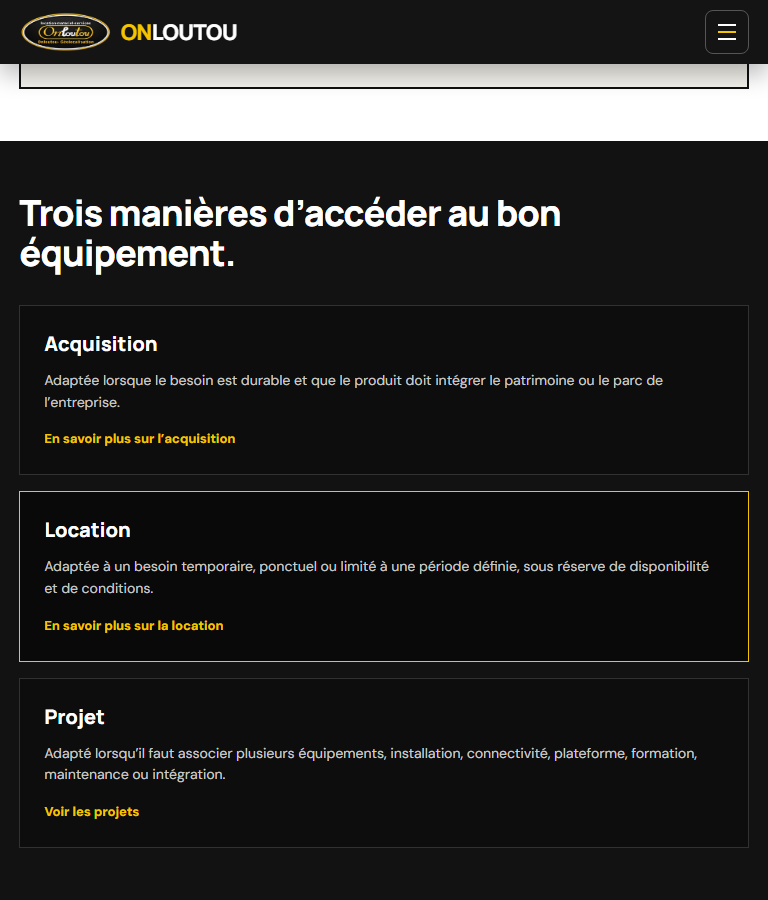 OnLoutou
ONLOUTOU
Trois manières d’accéder au bon
équipement.
Acquisition
Adaptée lorsque le besoin est durable et que le produit doit intégrer le patrimoine ou le parc de
l’entreprise.
En savoir plus sur l’acquisition
Location
Adaptée à un besoin temporaire, ponctuel ou limité à une période définie, sous réserve de disponibilité
et de conditions.
En savoir plus sur la location
Projet
Adapté lorsqu’il faut associer plusieurs équipements, installation, connectivité, plateforme, formation,
maintenance ou intégration.
Voir les projets